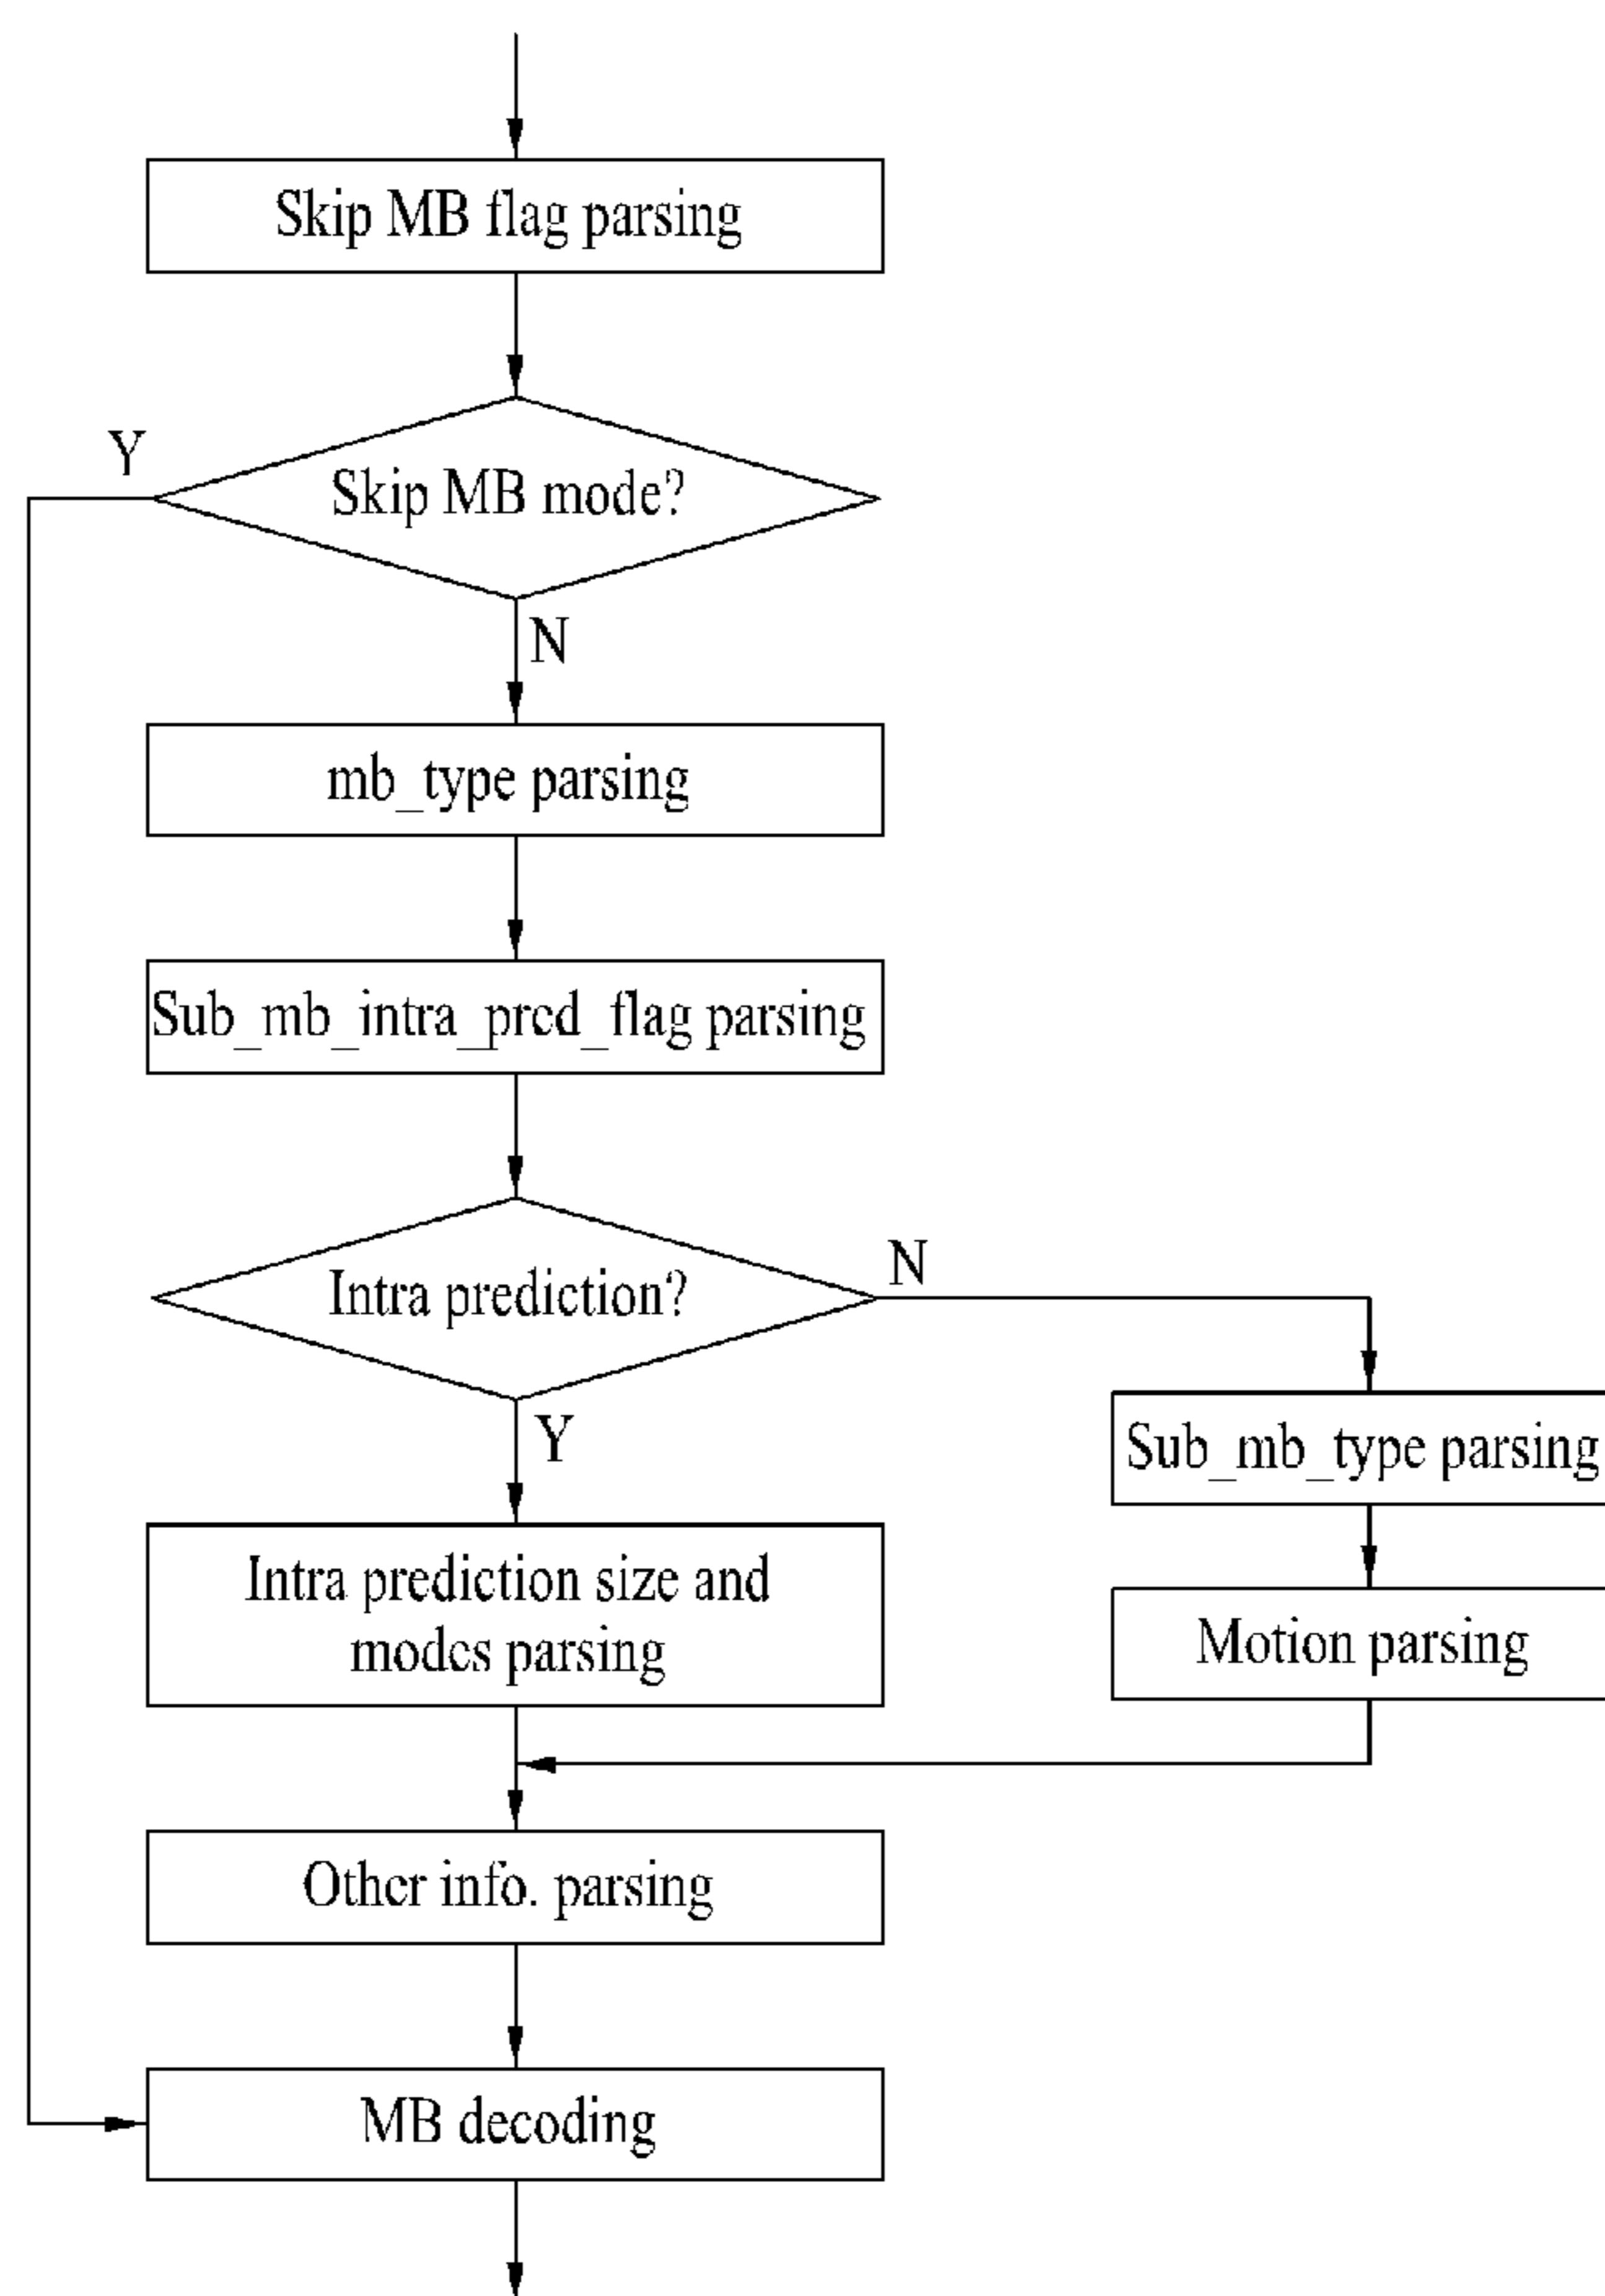 Skip MB flag parsing
Y
Skip MB mode?
N
mb_type parsing
Sub_mb_intra_pred_flag parsing
Intra prediction?
N
Y
Sub_mb_type parsing
Intra prediction size and
modes parsing
Motion parsing
Other info. parsing
MB decoding